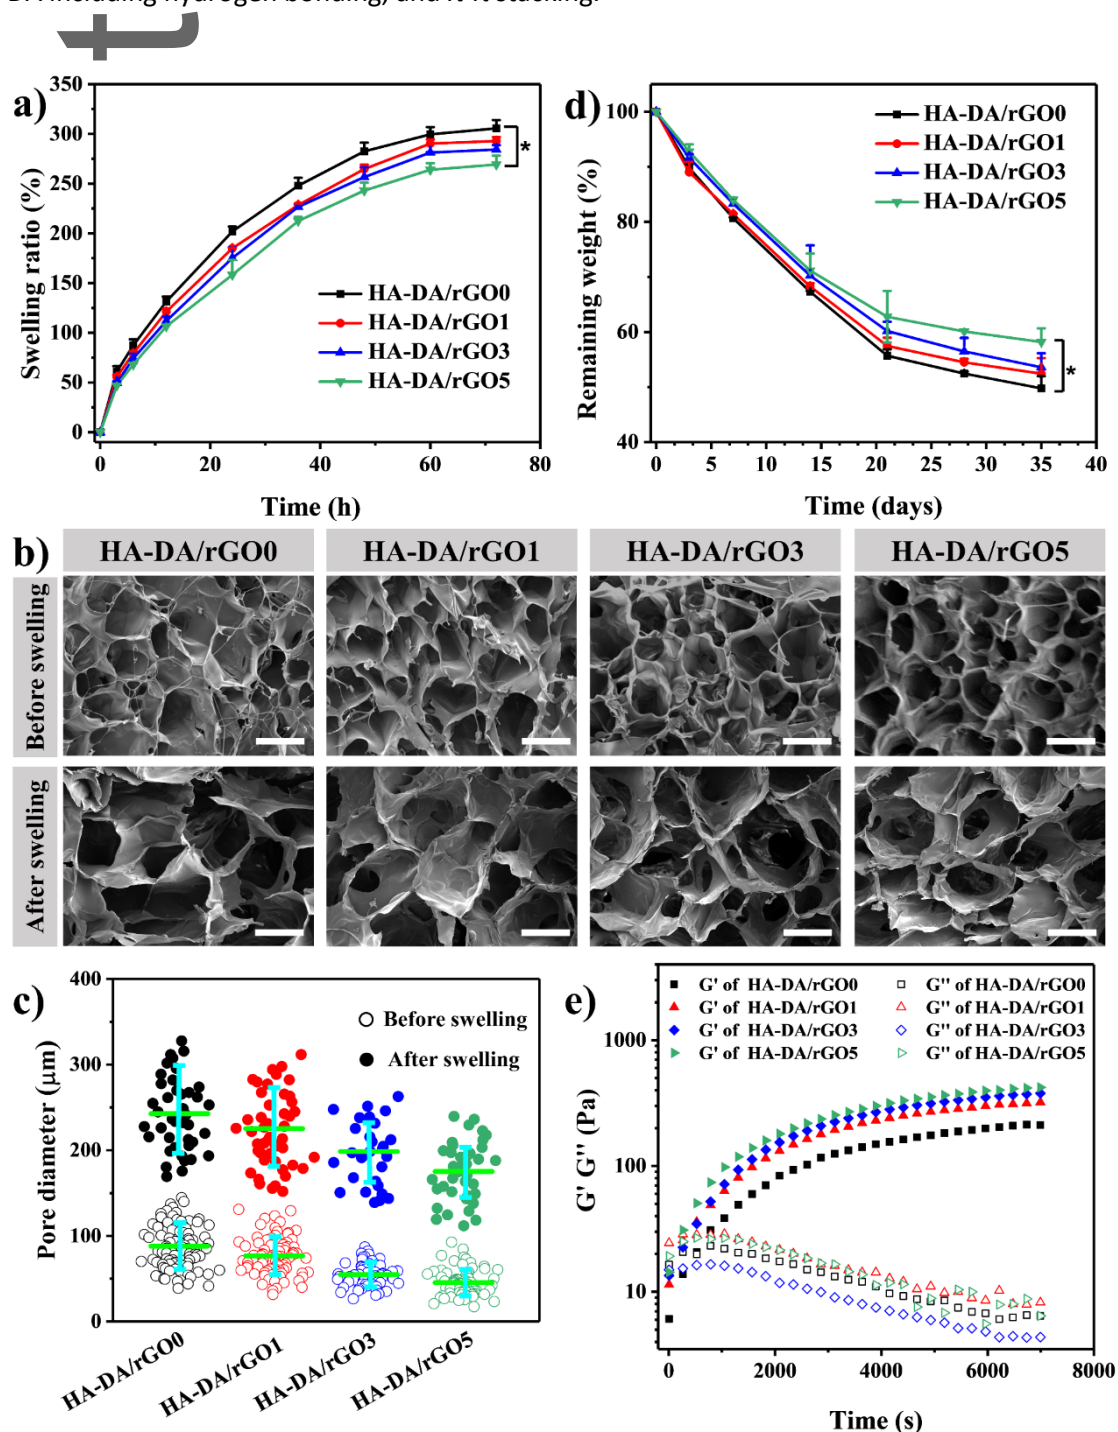 including hydrogen bonding, and π-π stacking.
t
a)
350
300
250
200
150
100
50
0
Swelling ratio (%)
HA-DA/rGO0
HA-DA/rGO1
HA-DA/rGO3
HA-DA/rGO5
*
0 20 40 60 80
Time (h)
d)
100
80
60
40
Remaining weight (%)
HA-DA/rGO0
HA-DA/rGO1
HA-DA/rGO3
HA-DA/rGO5
*
0 5 10 15 20 25 30 35 40
Time (days)
b)
HA-DA/rGO0 HA-DA/rGO1 HA-DA/rGO3 HA-DA/rGO5
Before swelling
After swelling
c)
400
300
200
100
0
Pore diameter (μm)
Before swelling
After swelling
HA-DA/rGO0
HA-DA/rGO1
HA-DA/rGO3
HA-DA/rGO5
e)
G' of HA-DA/rGO0 G'' of HA-DA/rGO0
G' of HA-DA/rGO1 G'' of HA-DA/rGO1
G' of HA-DA/rGO3 G'' of HA-DA/rGO3
G' of HA-DA/rGO5 G'' of HA-DA/rGO5
1000
100
10
G' G'' (Pa)
0 2000 4000 6000 8000
Time (s)